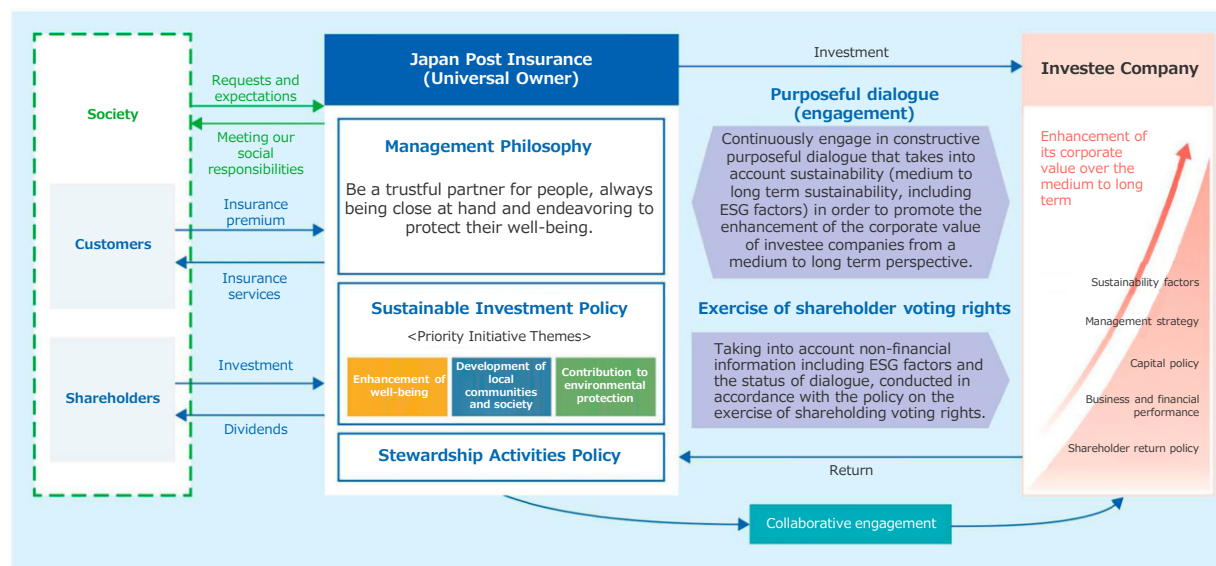 Society
Requests and
expectations
Meeting our
social
responsibilities
Customers
Insurance
premium
Insurance
services
Shareholders
Investment
Dividends
Japan Post Insurance
(Universal Owner)
Management Philosophy
Be a trustful partner for people, always
being close at hand and endeavoring to
protect their well-being.
Sustainable Investment Policy
<Priority Initiative Themes>
Enhancement of
well-being
Development of
local
communities
and society
Contribution to
environmental
protection
Stewardship Activities Policy
Investment
Purposeful dialogue
(engagement)
Continuously engage in constructive
purposeful dialogue that takes into
account sustainability (medium to
long term sustainability, including
ESG factors) in order to promote the
enhancement of the corporate value
of investee companies from a
medium to long term perspective.
Exercise of shareholder voting rights
Taking into account non-financial
information including ESG factors and
the status of dialogue, conducted in
accordance with the policy on the
exercise of shareholding voting rights.
Return
Collaborative engagement
Investee Company
Enhancement of
its corporate
value over the
medium to long
term
Sustainability factors
Management strategy
Capital policy
Business and financial
performance
Shareholder return policy